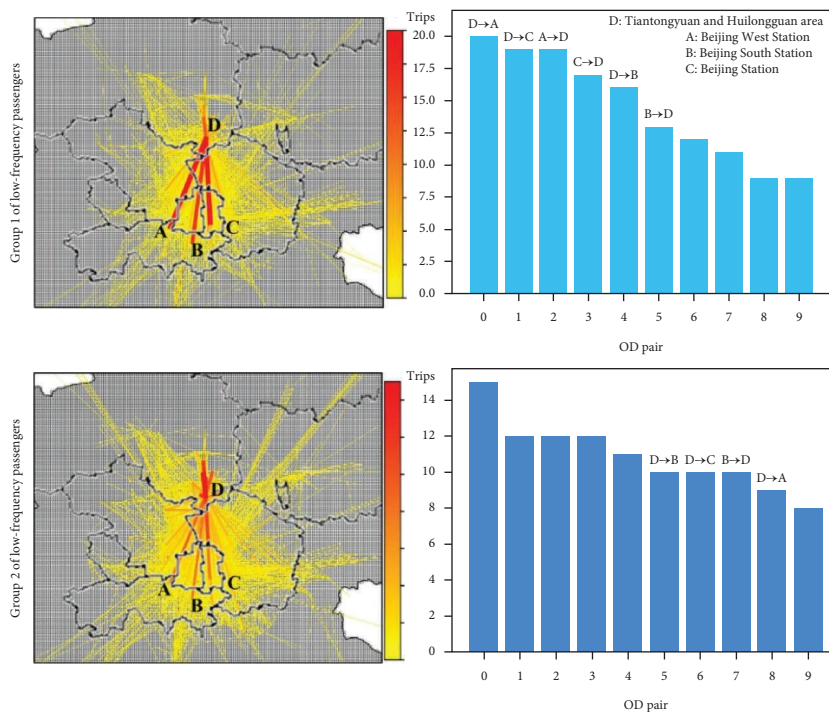 Group 1 of low-frequency passengers
Trips
20.0
17.5
15.0
12.5
10.0
7.5
5.0
2.5
0.0
D
A
B
C
D: Tiantongyuan and Huilongguan area
A: Beijing West Station
B: Beijing South Station
C: Beijing Station
D→A
D→C A→D
C→D
D→B
B→D
20.0
17.5
15.0
12.5
10.0
7.5
5.0
2.5
0.0
0 1 2 3 4 5 6 7 8 9
OD pair
Group 2 of low-frequency passengers
Trips
D
A
B
C
14
12
10
8
6
4
2
0
D→B D→C B→D
D→A
0 1 2 3 4 5 6 7 8 9
OD pair